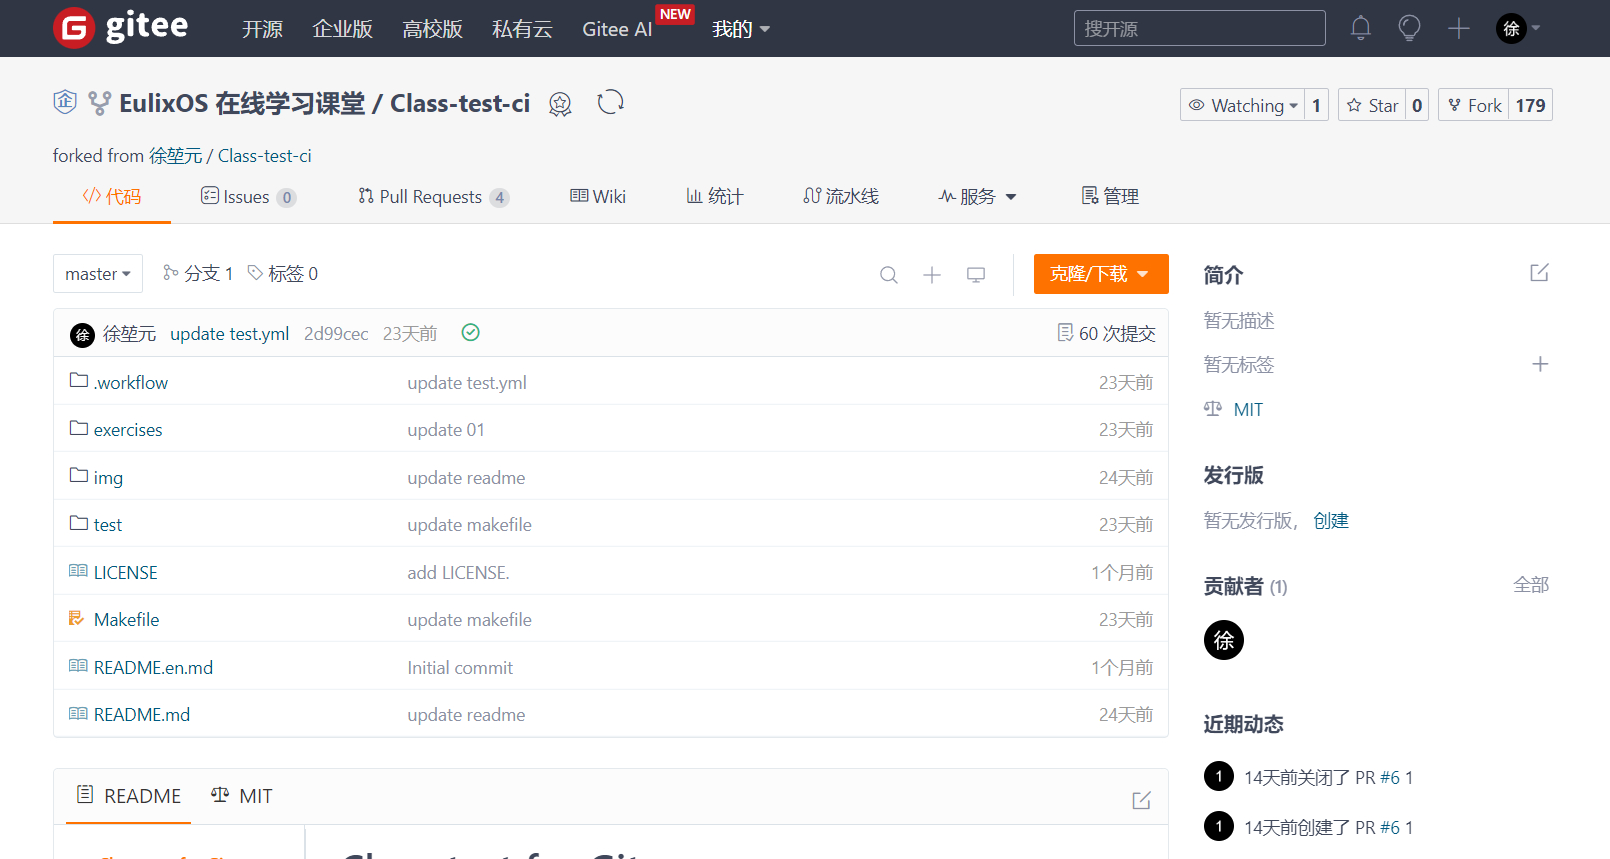 gitee 开源 企业版 高校版 私有云 Gitee AI NEW 我的 搜开源 徐
企 EulixOS 在线学习课堂 / Class-test-ci Watching 1 Star 0 Fork 179
forked from 徐堃元 / Class-test-ci
代码 Issues 0 Pull Requests 4 Wiki 统计 流水线 服务 管理
master 分支 1 标签 0 克隆/下载
徐 徐堃元 update test.yml 2d99cec 23天前 60 次提交
.workflow update test.yml 23天前
exercises update 01 23天前
img update readme 24天前
test update makefile 23天前
LICENSE add LICENSE. 1个月前
Makefile update makefile 23天前
README.en.md Initial commit 1个月前
README.md update readme 24天前
README MIT
简介
暂无描述
暂无标签
MIT
发行版
暂无发行版， 创建
贡献者 (1) 全部
徐
近期动态
1 14天前关闭了 PR #6 1
1 14天前创建了 PR #6 1